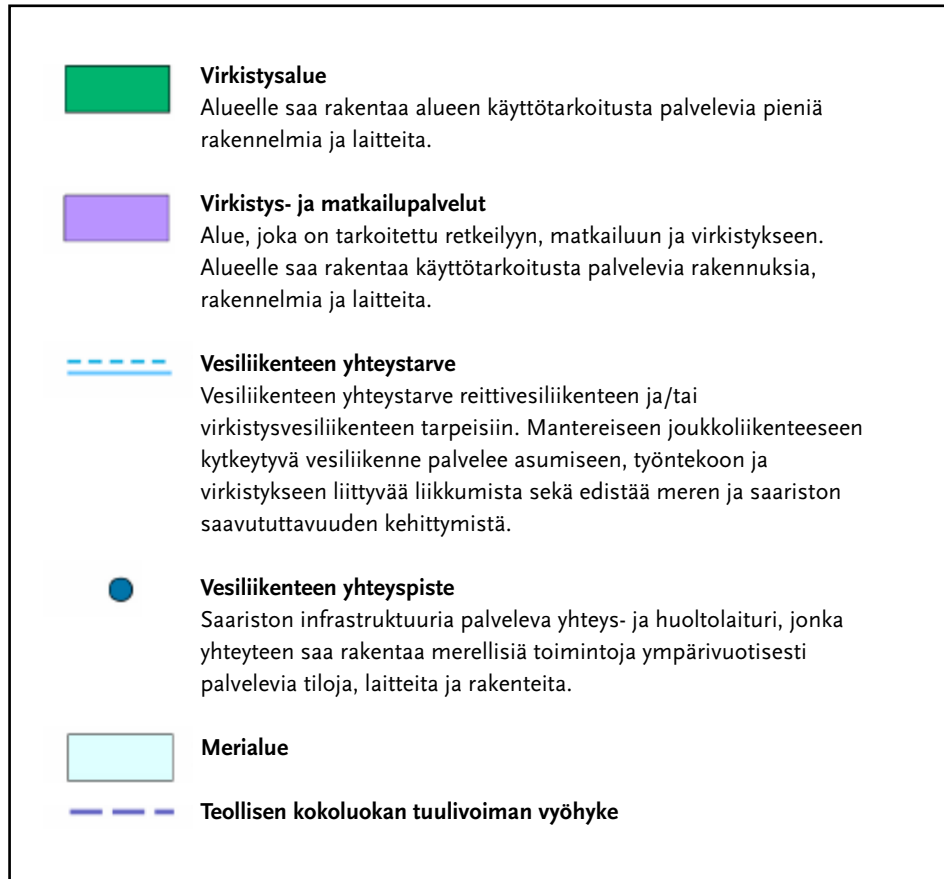 Virkistysalue
Alueelle saa rakentaa alueen käyttötarkoitusta palvelevia pieniä
rakennelmia ja laitteita.
Virkistys- ja matkailupalvelut
Alue, joka on tarkoitettu retkeilyyn, matkailuun ja virkistykseen.
Alueelle saa rakentaa käyttötarkoitusta palvelevia rakennuksia,
rakennelmia ja laitteita.
Vesiliikenteen yhteystarve
Vesiliikenteen yhteystarve reittivesiliikenteen ja/tai
virkistysvesiliikenteen tarpeisiin. Mantereiseen joukkoliikenteeseen
kytkeytyvä vesiliikenne palvelee asumiseen, työntekoon ja
virkistykseen liittyvää liikkumista sekä edistää meren ja saariston
saavututtavuuden kehittymistä.
Vesiliikenteen yhteyspiste
Saariston infrastruktuuria palveleva yhteys- ja huoltolaituri, jonka
yhteyteen saa rakentaa merellisiä toimintoja ympärivuotisesti
palvelevia tiloja, laitteita ja rakenteita.
Merialue
Teollisen kokoluokan tuulivoiman vyöhyke